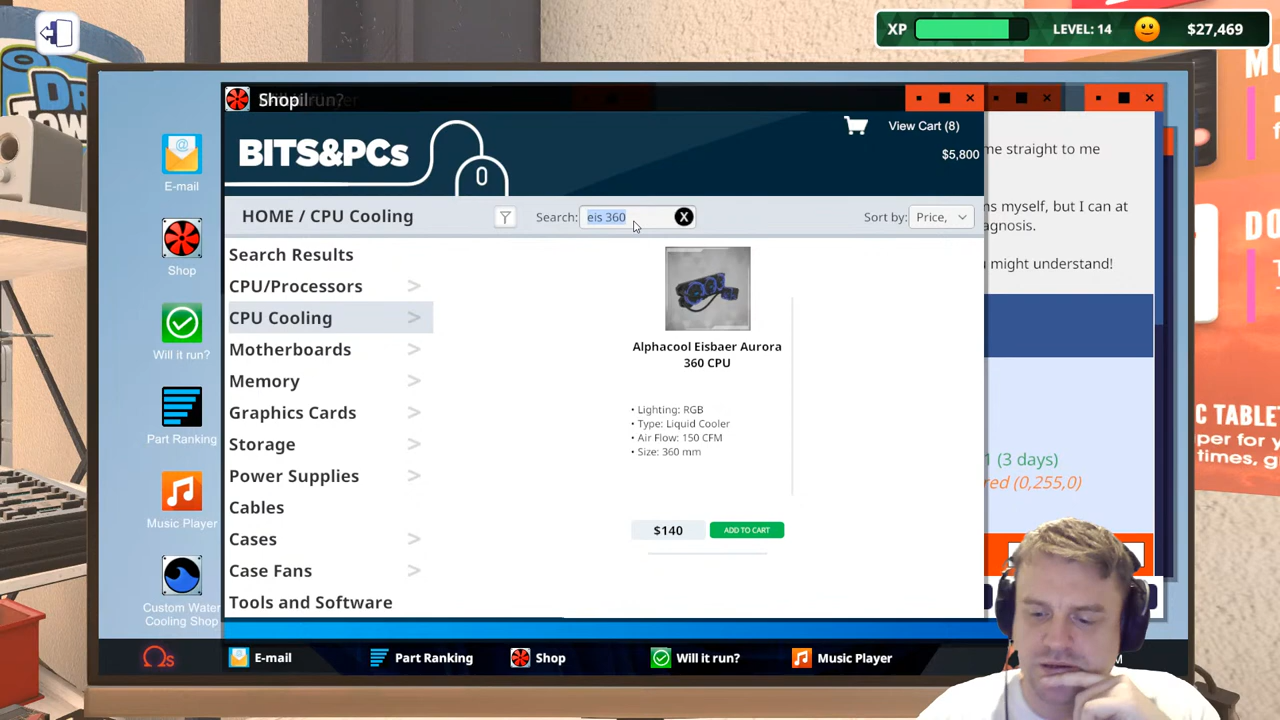 XP
LEVEL: 14
$27,469
Shop
BITS&PCs
View Cart (8)
$5,800
me straight to me
HOME / CPU Cooling
Search:
eis 360
X
Sort by:
Price,
ns myself, but I can at
agnosis.
u might understand!
Search Results
CPU/Processors >
CPU Cooling >
Motherboards >
Memory >
Graphics Cards >
Storage >
Power Supplies >
Cables
Cases >
Case Fans >
Tools and Software
Alphacool Eisbaer Aurora
360 CPU
• Lighting: RGB
• Type: Liquid Cooler
• Air Flow: 150 CFM
• Size: 360 mm
$140
ADD TO CART
1 (3 days)
red (0,255,0)
E-mail
Shop
Will it run?
Part Ranking
Music Player
Custom Water
Cooling Shop
C TABLET
per for y
times, g
E-mail
Part Ranking
Shop
Will it run?
Music Player